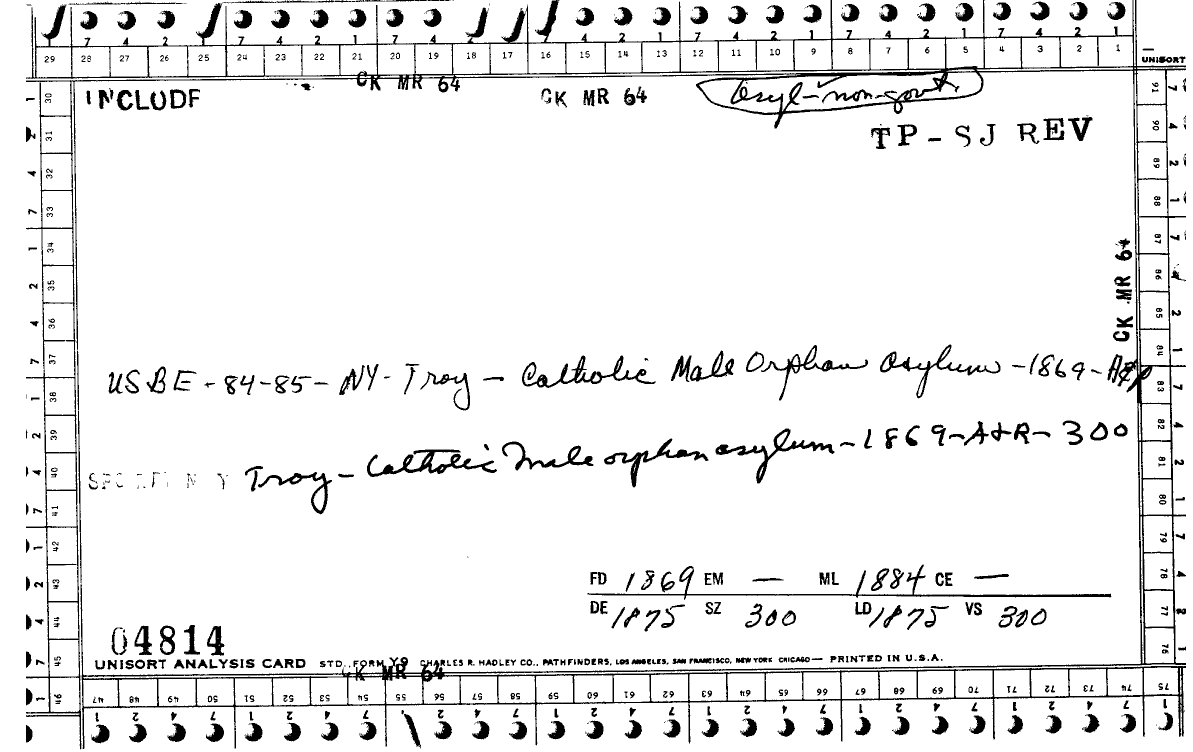 7 4 2 1 7 4 2 1 7 4 2 1 7 4 2 1 7 4 2 1 7 4 2 1
29 28 27 26 25 24 23 22 21 20 19 18 17 16 15 14 13 12 11 10 9 8 7 6 5 4 3 2 1 UNISORT
INCLUDE CK MR 64 CK MR 64 Asyl-non-govt.
TP-SJ REV
CK MR 64
USBE-84-85-NY-Troy-Catholic Male Orphan Asylum-1869-A&R
N Y Troy-Catholic Male orphan asylum-1869-A&R-300
FD 1869 EM — ML 1884 CE —
DE 1875 SZ 300 LD 1875 VS 300
04814
UNISORT ANALYSIS CARD STD. FORM Y9 CHARLES R. HADLEY CO., PATHFINDERS, LOS ANGELES, SAN FRANCISCO, NEW YORK CHICAGO— PRINTED IN U.S.A.
CK MR 64
30 31 32 33 34 35 36 37 38 39 40 41 42 43 44 45 46
47 48 49 50 51 52 53 54 55 56 57 58 59 60 61 62 63 64 65 66 67 68 69 70 71 72 73 74 75
91 90 89 88 87 86 85 84 83 82 81 80 79 78 77 76